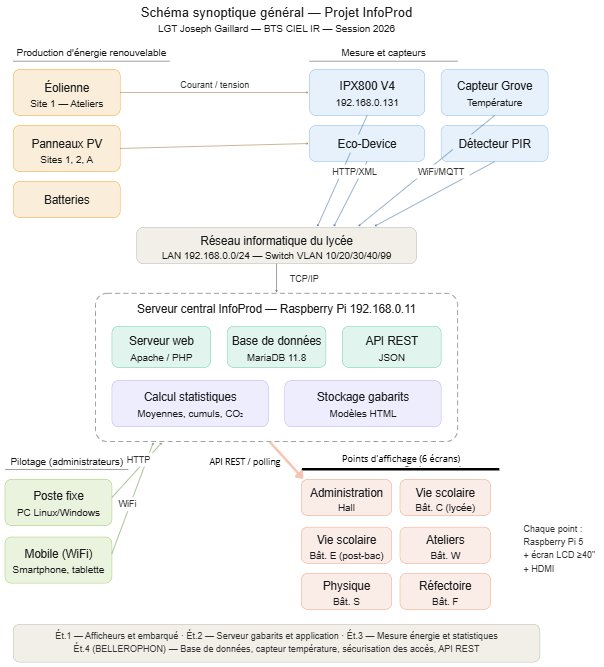 Schéma synoptique général — Projet InfoProd
LGT Joseph Gaillard — BTS CIEL IR — Session 2026
Production d'énergie renouvelable
Mesure et capteurs
Éolienne
Site 1 — Ateliers
Courant / tension
IPX800 V4
192.168.0.131
Capteur Grove
Température
Panneaux PV
Sites 1, 2, A
Eco-Device
Détecteur PIR
HTTP/XML
WiFi/MQTT
Batteries
Réseau informatique du lycée
LAN 192.168.0.0/24 — Switch VLAN 10/20/30/40/99
TCP/IP
Serveur central InfoProd — Raspberry Pi 192.168.0.11
Serveur web
Apache / PHP
Base de données
MariaDB 11.8
API REST
JSON
Calcul statistiques
Moyennes, cumuls, CO₂
Stockage gabarits
Modèles HTML
Pilotage (administrateurs)
HTTP
API REST / polling
Points d'affichage (6 écrans)
Poste fixe
PC Linux/Windows
WiFi
Mobile (WiFi)
Smartphone, tablette
Administration
Hall
Vie scolaire
Bât. C (lycée)
Vie scolaire
Bât. E (post-bac)
Ateliers
Bât. W
Physique
Bât. S
Réfectoire
Bât. F
Chaque point :
Raspberry Pi 5
+ écran LCD ≥40"
+ HDMI
Ét.1 — Afficheurs et embarqué · Ét.2 — Serveur gabarits et application · Ét.3 — Mesure énergie et statistiques
Ét.4 (BELLEROPHON) — Base de données, capteur température, sécurisation des accès, API REST